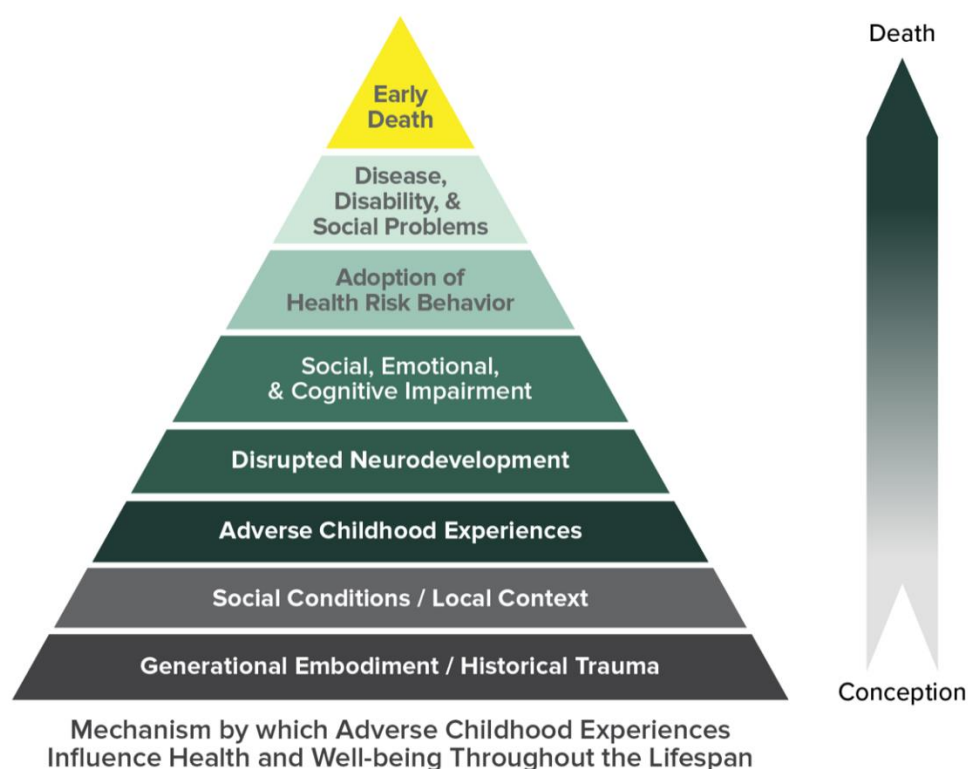 Death
Early
Death
Disease,
Disability, &
Social Problems
Adoption of
Health Risk Behavior
Social, Emotional,
& Cognitive Impairment
Disrupted Neurodevelopment
Adverse Childhood Experiences
Social Conditions / Local Context
Generational Embodiment / Historical Trauma
Conception
Mechanism by which Adverse Childhood Experiences
Influence Health and Well-being Throughout the Lifespan